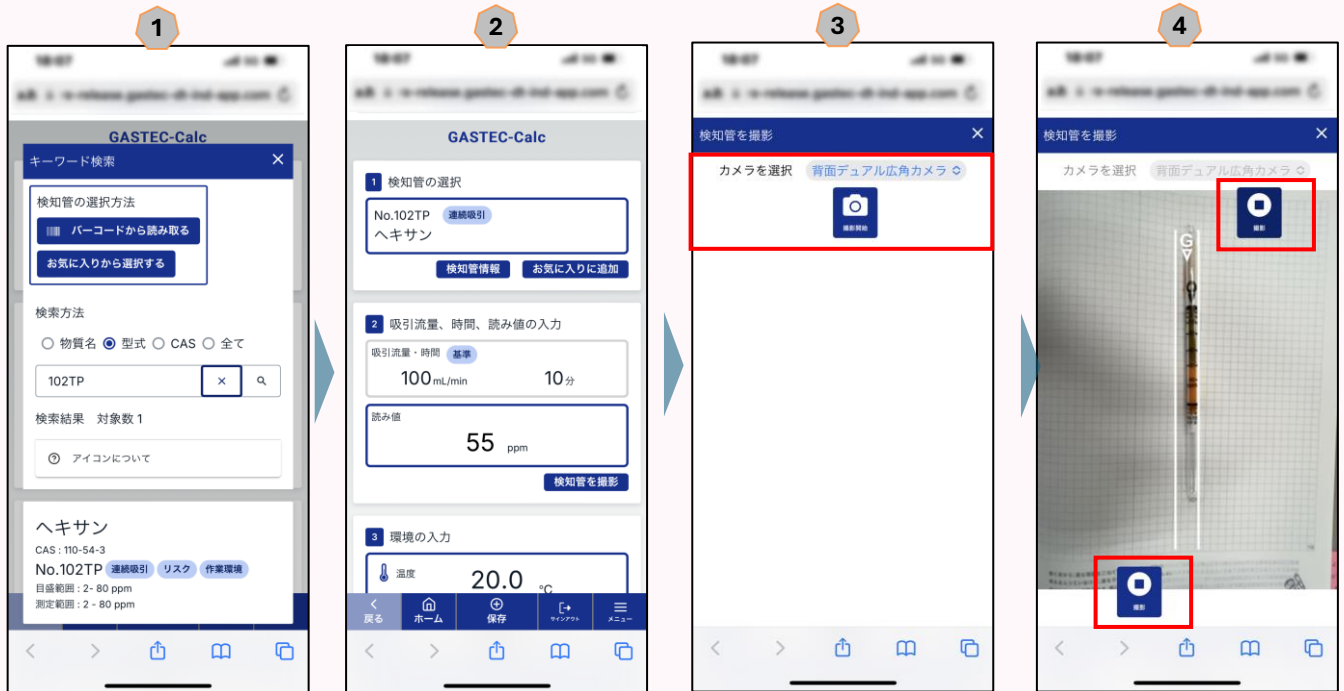 1
GASTEC-Calc
キーワード検索 ×
検知管の選択方法
バーコードから読み取る
お気に入りから選択する
検索方法
物質名 型式 CAS 全て
102TP ×
検索結果 対象数 1
アイコンについて
ヘキサン
CAS : 110-54-3
No.102TP 連続吸引 リスク 作業環境
目盛範囲 : 2- 80 ppm
測定範囲 : 2 - 80 ppm
2
GASTEC-Calc
1 検知管の選択
No.102TP 連続吸引
ヘキサン
検知管情報 お気に入りに追加
2 吸引流量、時間、読み値の入力
吸引流量・時間 基準
100 mL/min 10 分
読み値
55 ppm
検知管を撮影
3 環境の入力
温度 20.0 °C
戻る ホーム 保存 サインアウト メニュー
3
検知管を撮影 ×
カメラを選択 背面デュアル広角カメラ
撮影開始
4
検知管を撮影 ×
カメラを選択 背面デュアル広角カメラ
撮影
G
撮影